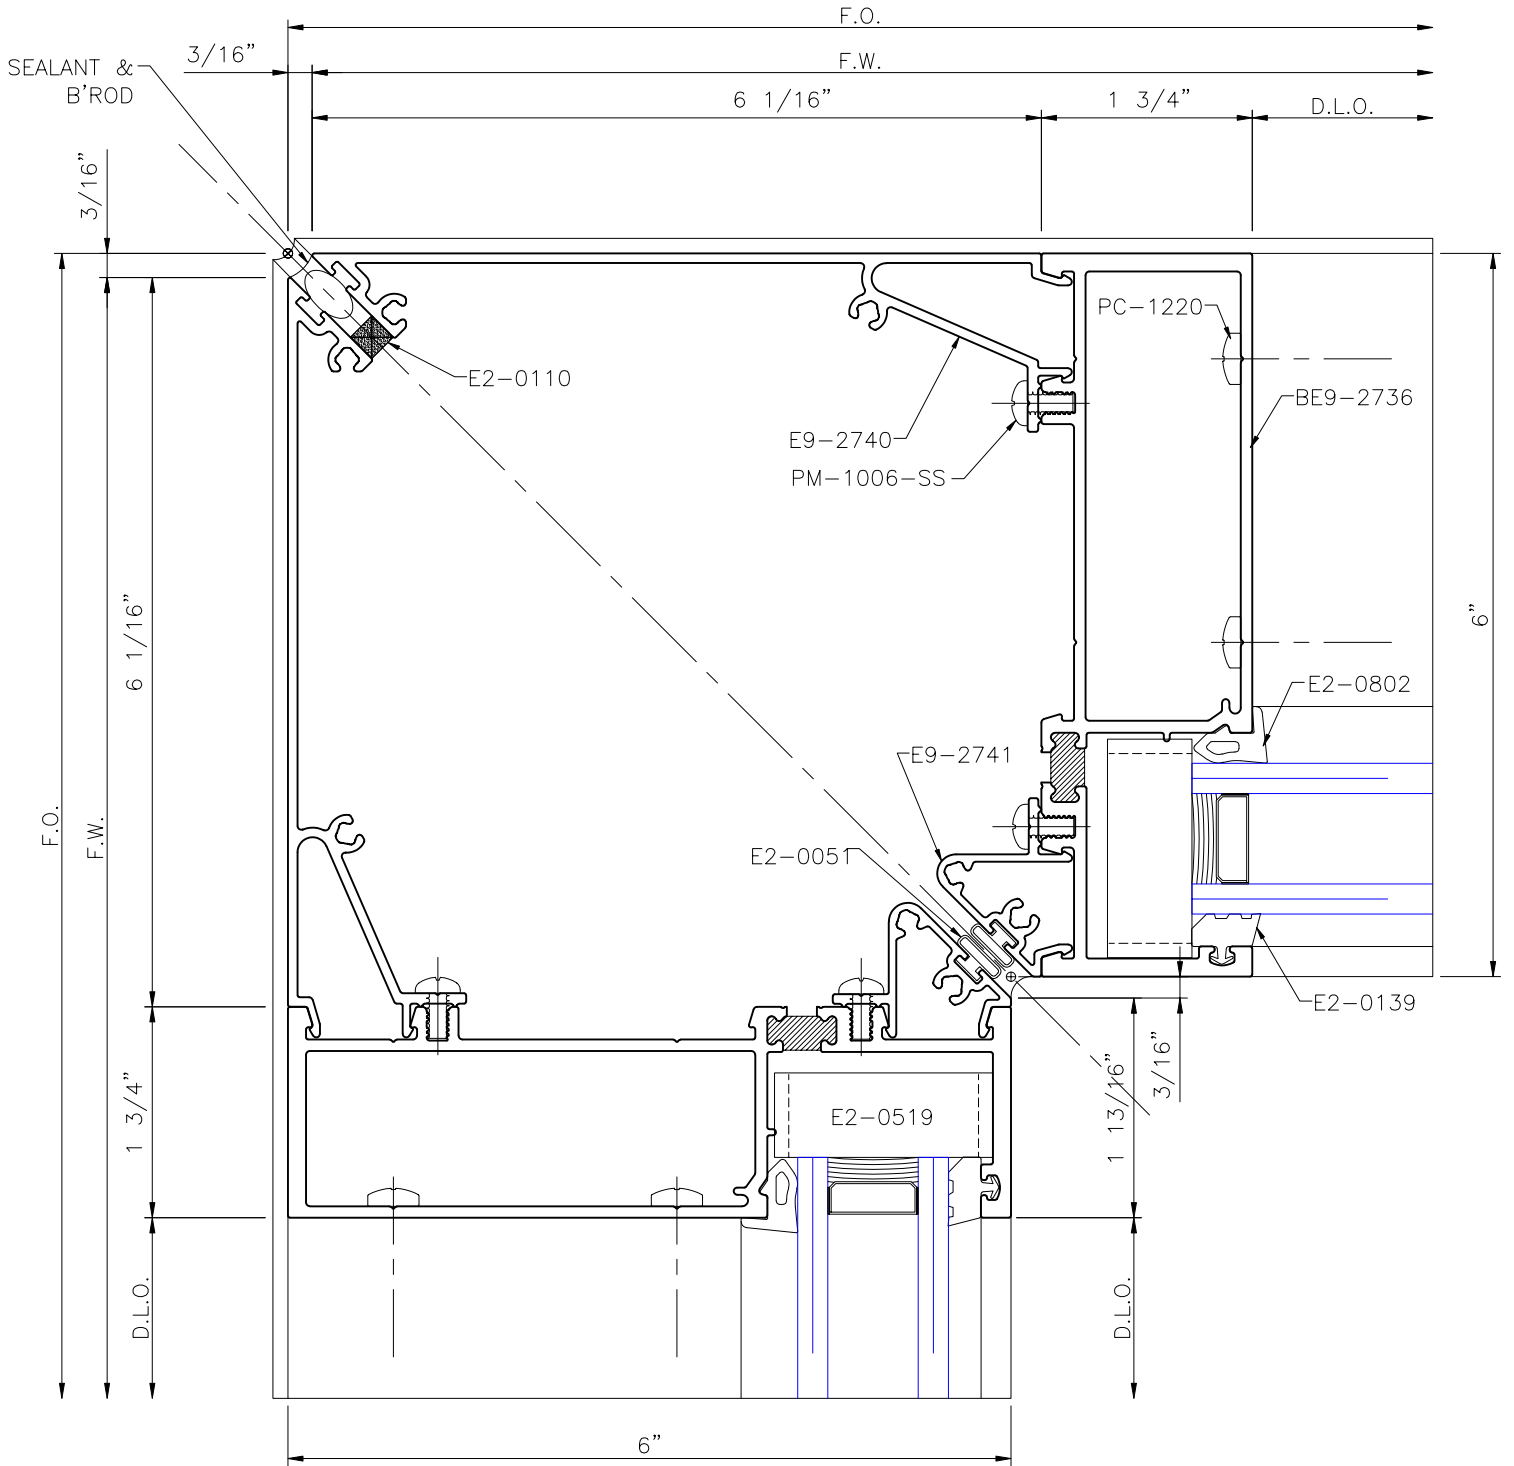 F.O.
3/16"
F.W.
SEALANT &
B'ROD
6 1/16"
1 3/4"
D.L.O.
3/16"
PC-1220
E2-0110
BE9-2736
E9-2740
PM-1006-SS
6"
6 1/16"
E2-0802
E9-2741
F.O.
F.W.
E2-0051
E2-0139
3/16"
1 3/4"
1 13/16"
E2-0519
D.L.O.
D.L.O.
6"